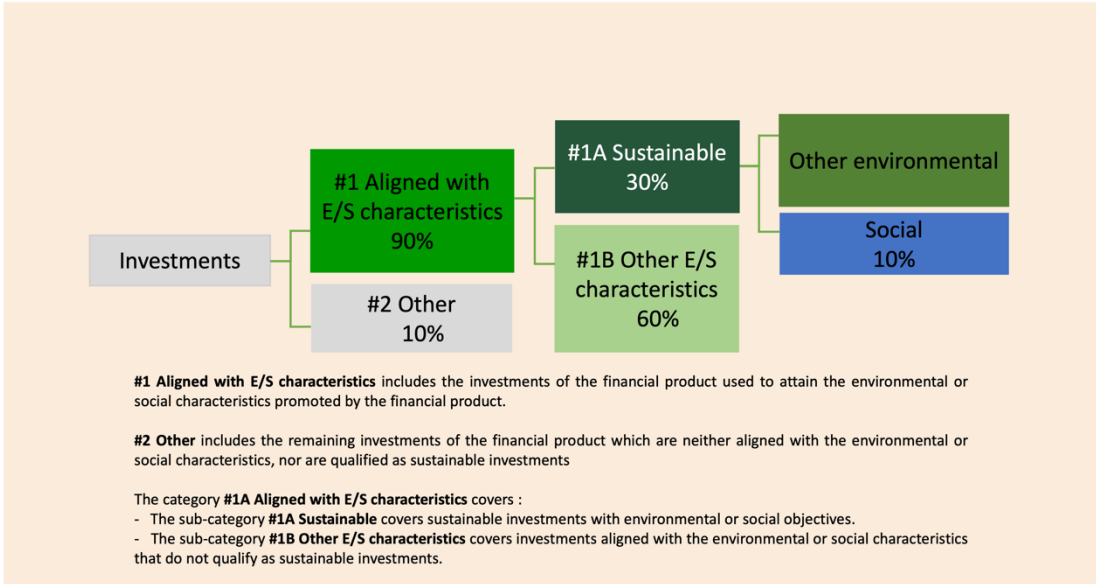 #1A Sustainable
30%
Other environmental
#1 Aligned with
E/S characteristics
90%
Social
10%
Investments
#1B Other E/S
characteristics
60%
#2 Other
10%
#1 Aligned with E/S characteristics includes the investments of the financial product used to attain the environmental or
social characteristics promoted by the financial product.
#2 Other includes the remaining investments of the financial product which are neither aligned with the environmental or
social characteristics, nor are qualified as sustainable investments
The category #1A Aligned with E/S characteristics covers :
- The sub-category #1A Sustainable covers sustainable investments with environmental or social objectives.
- The sub-category #1B Other E/S characteristics covers investments aligned with the environmental or social characteristics
that do not qualify as sustainable investments.